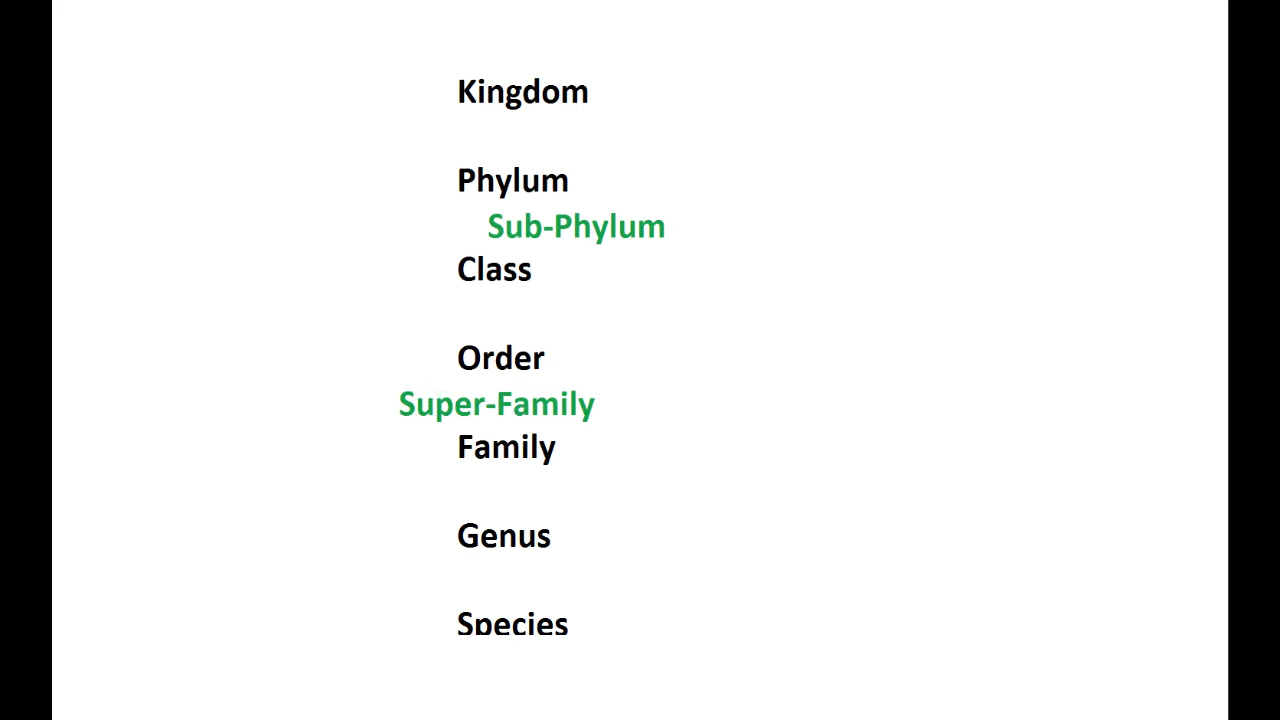 Kingdom
Phylum
Sub-Phylum
Class
Order
Super-Family
Family
Genus
Species